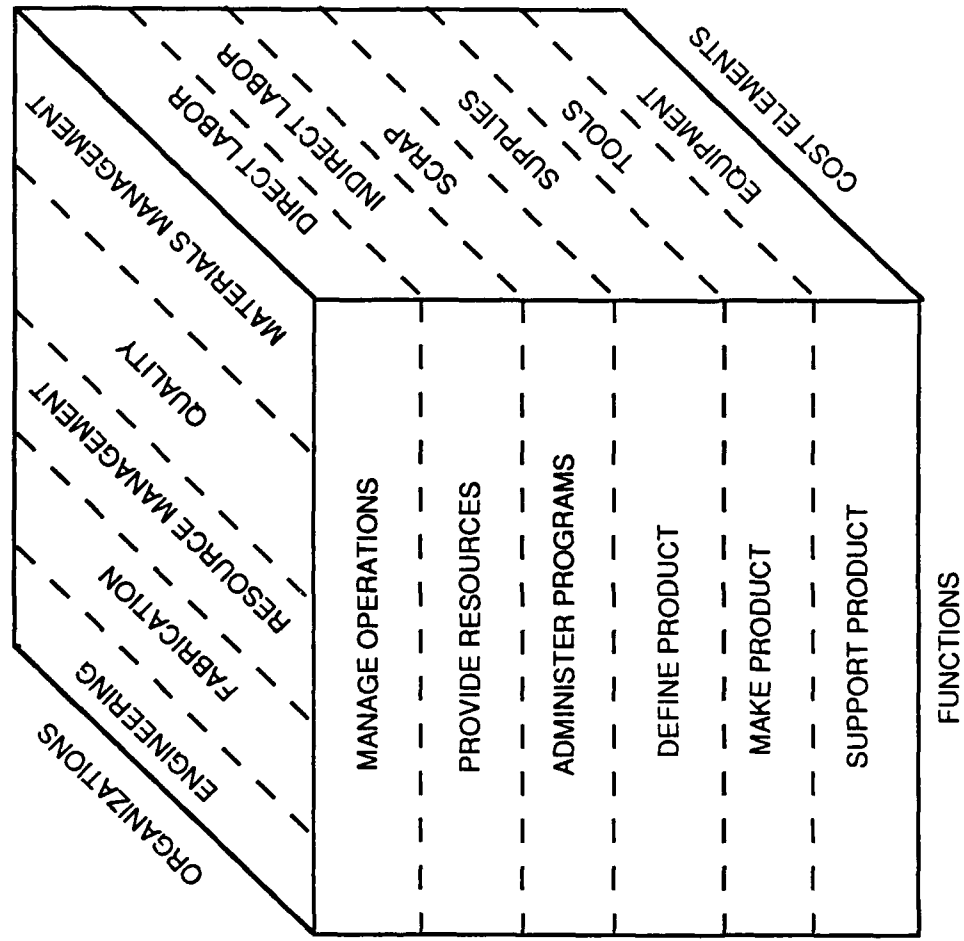 ORGANIZATIONS
ENGINEERING
FABRICATION
RESOURCE MANAGEMENT
QUALITY
MATERIALS MANAGEMENT
MANAGE OPERATIONS
PROVIDE RESOURCES
ADMINISTER PROGRAMS
DEFINE PRODUCT
MAKE PRODUCT
SUPPORT PRODUCT
FUNCTIONS
DIRECT LABOR
INDIRECT LABOR
SCRAP
SUPPLIES
TOOLS
EQUIPMENT
COST ELEMENTS